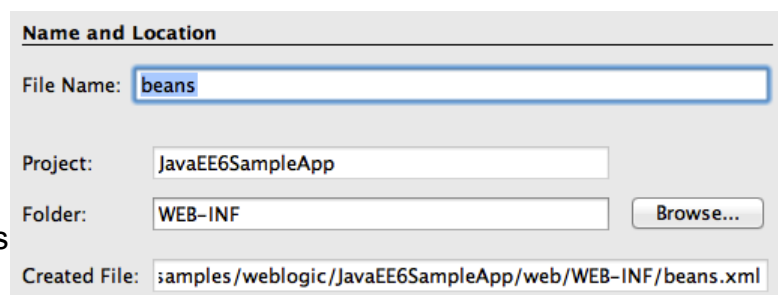 Name and Location
File Name: beans
Project: JavaEE6SampleApp
Folder: WEB-INF Browse...
s
Created File: samples/weblogic/JavaEE6SampleApp/web/WEB-INF/beans.xml